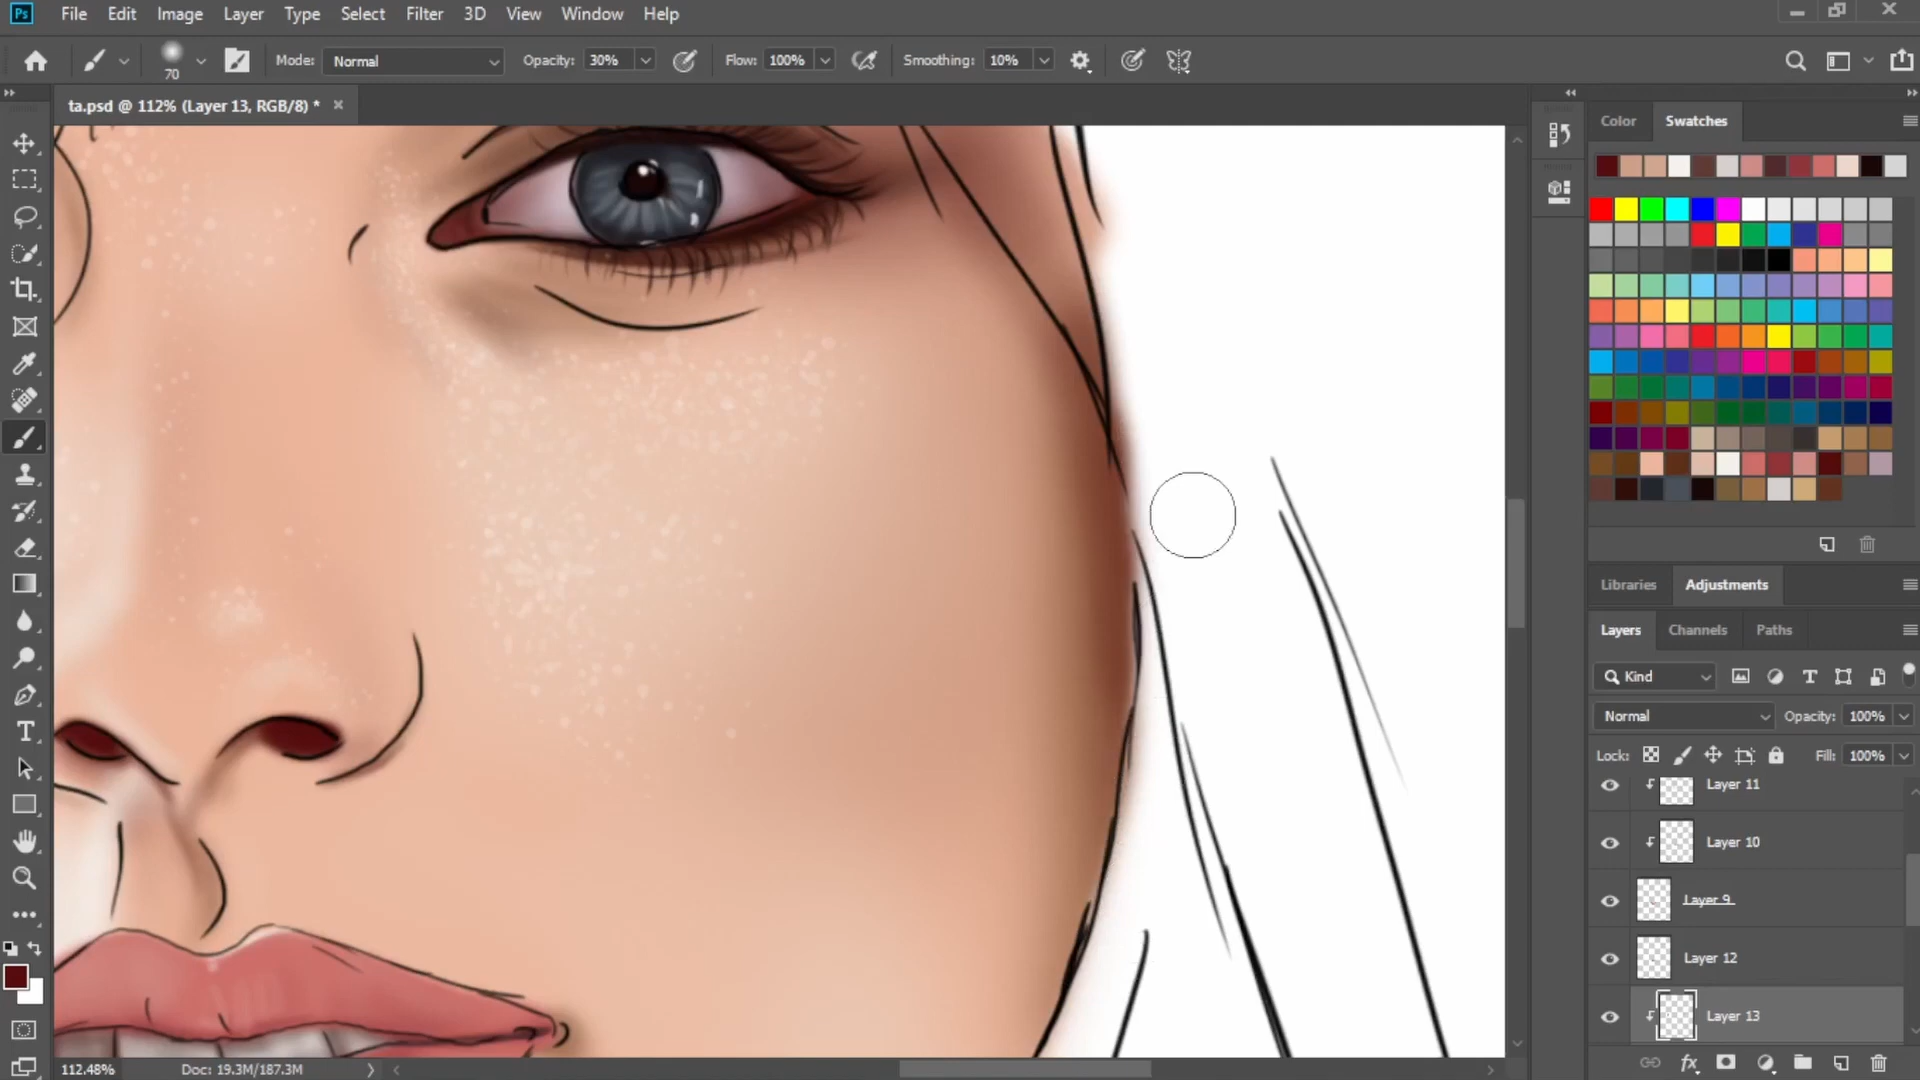 Ps File Edit Image Layer Type Select Filter 3D View Window Help
70 Mode: Normal Opacity: 30% Flow: 100% Smoothing: 10%
ta.psd @ 112% (Layer 13, RGB/8) *
Color Swatches
Libraries Adjustments
Layers Channels Paths
Kind
Normal Opacity: 100%
Lock: Fill: 100%
Layer 11
Layer 10
Layer 9
Layer 12
Layer 13
112.48% Doc: 19.3M/187.3M